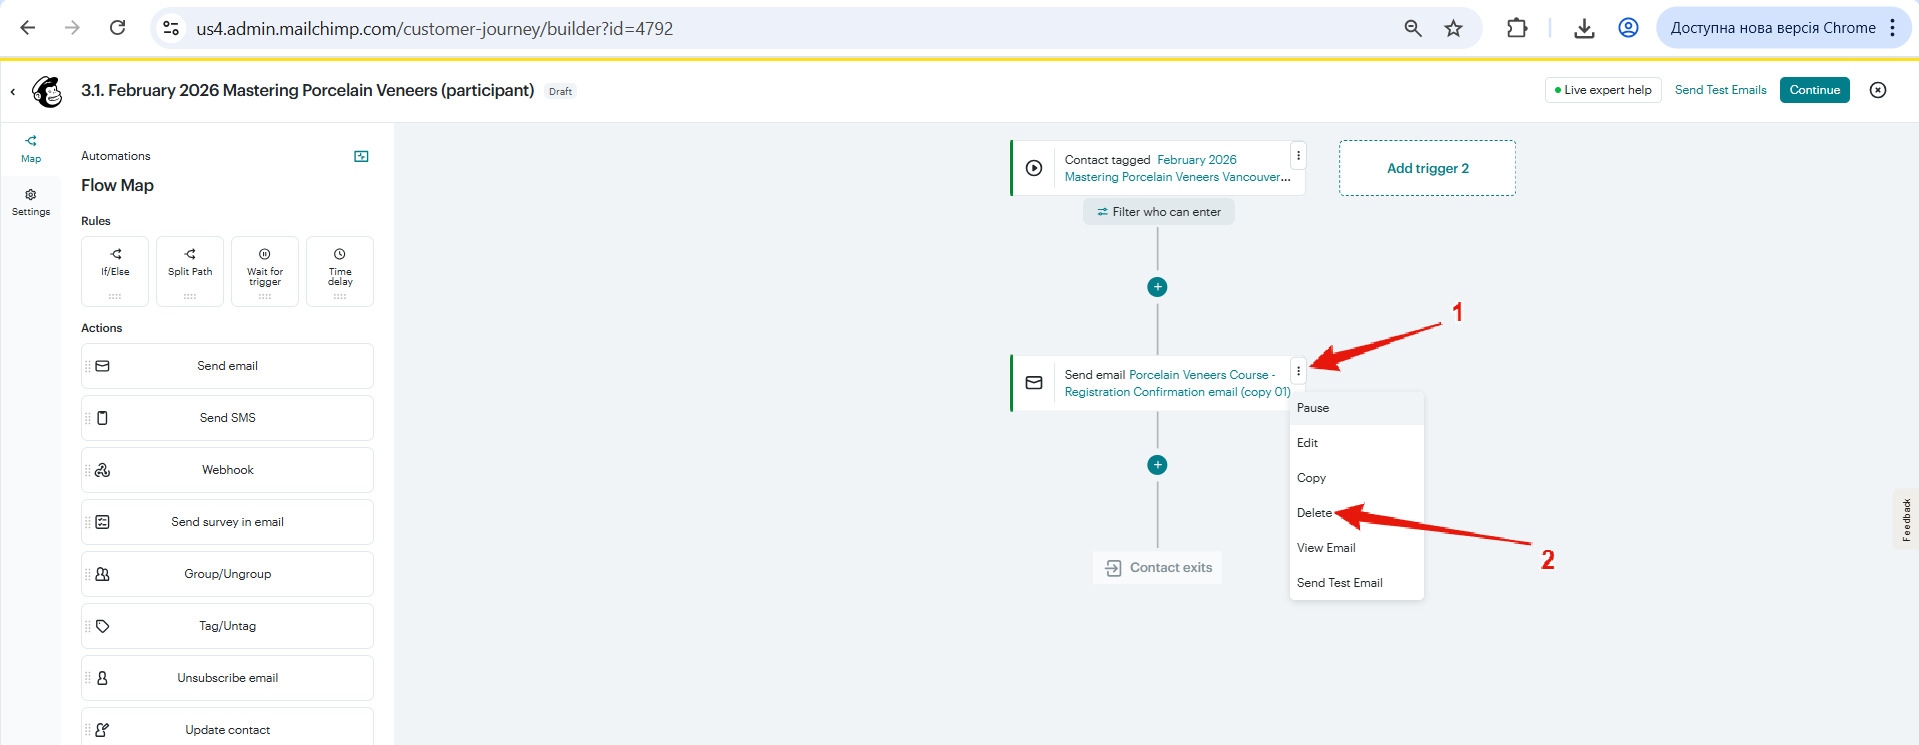 us4.admin.mailchimp.com/customer-journey/builder?id=4792
Доступна нова версія Chrome
3.1. February 2026 Mastering Porcelain Veneers (participant)
Draft
Live expert help
Send Test Emails
Continue
Map
Settings
Automations
Flow Map
Rules
If/Else
Split Path
Wait for
trigger
Time
delay
Actions
Send email
Send SMS
Webhook
Send survey in email
Group/Ungroup
Tag/Untag
Unsubscribe email
Update contact
Contact tagged February 2026
Mastering Porcelain Veneers Vancouver...
Add trigger 2
Filter who can enter
1
Send email Porcelain Veneers Course -
Registration Confirmation email (copy 01)
Pause
Edit
Copy
Delete
View Email
Send Test Email
2
Contact exits
Feedback